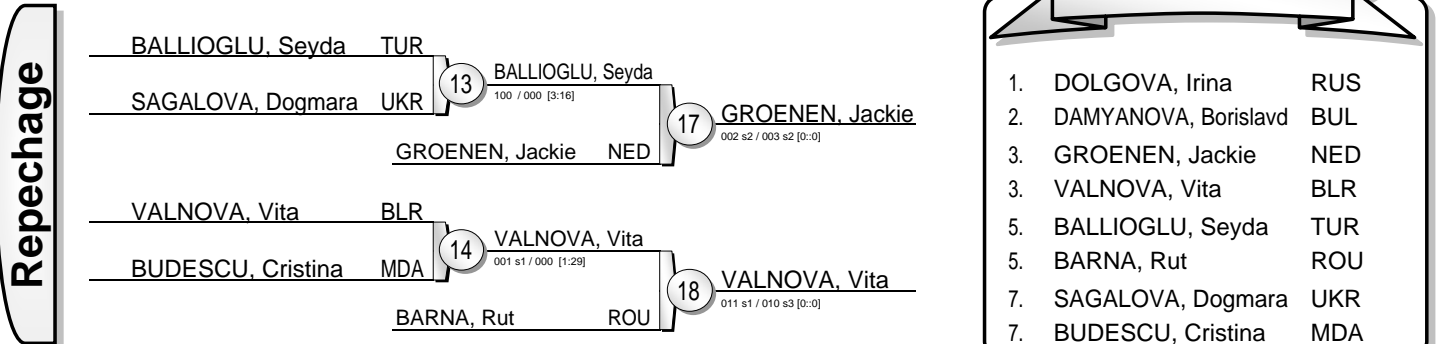 Repechage
BALLIOGLU, Seyda TUR
SAGALOVA, Dogmara UKR
13
BALLIOGLU, Seyda
100 / 000 [3:16]
GROENEN, Jackie NED
17
GROENEN, Jackie
002 s2 / 003 s2 [0::0]
VALNOVA, Vita BLR
BUDESCU, Cristina MDA
14
VALNOVA, Vita
001 s1 / 000 [1:29]
BARNA, Rut ROU
18
VALNOVA, Vita
011 s1 / 010 s3 [0::0]
1. DOLGOVA, Irina RUS
2. DAMYANOVA, Borislavd BUL
3. GROENEN, Jackie NED
3. VALNOVA, Vita BLR
5. BALLIOGLU, Seyda TUR
5. BARNA, Rut ROU
7. SAGALOVA, Dogmara UKR
7. BUDESCU, Cristina MDA